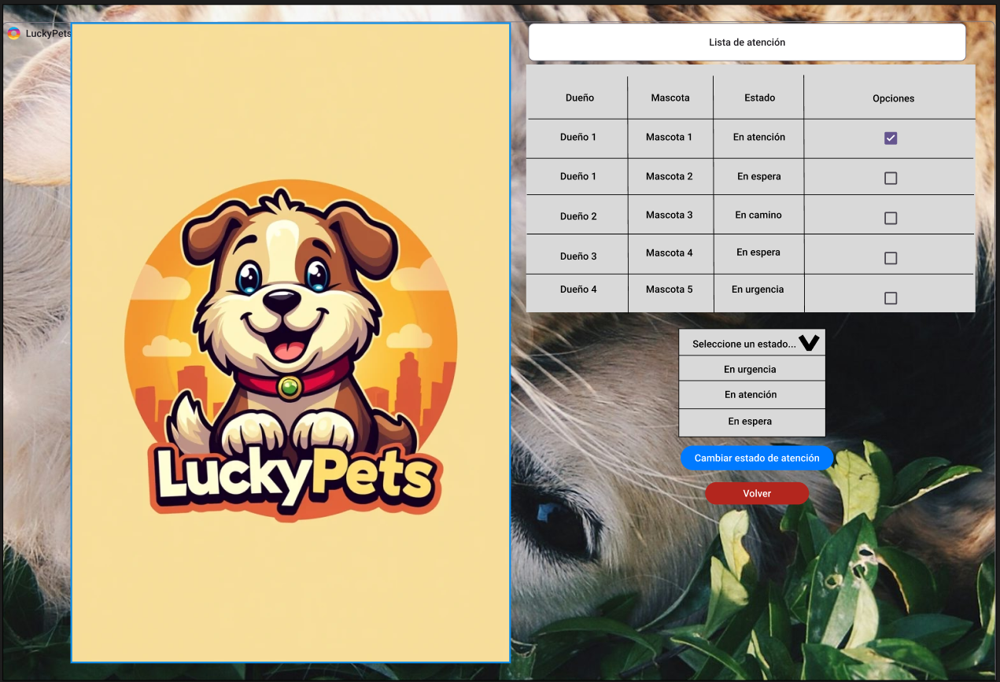 LuckyPets
LuckyPets
Lista de atención
Dueño Mascota Estado Opciones
Dueño 1 Mascota 1 En atención
Dueño 1 Mascota 2 En espera
Dueño 2 Mascota 3 En camino
Dueño 3 Mascota 4 En espera
Dueño 4 Mascota 5 En urgencia
Seleccione un estado...
En urgencia
En atención
En espera
Cambiar estado de atención
Volver